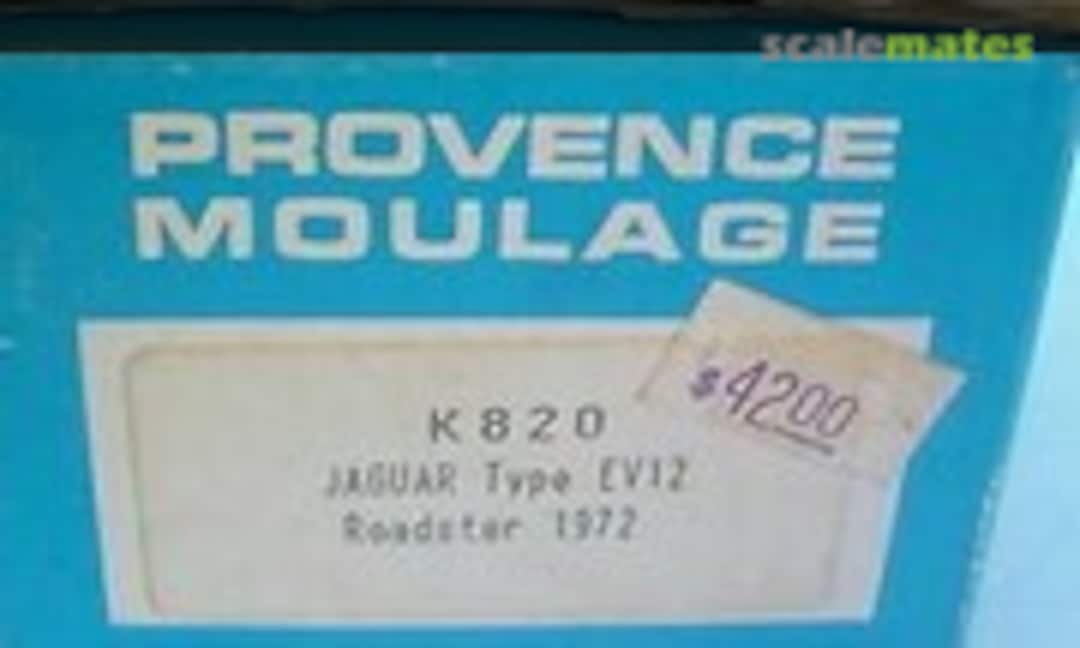 scalemates
PROVENCE
MOULAGE
$4200
K820
JAGUAR Type EV12
Roadster 1972